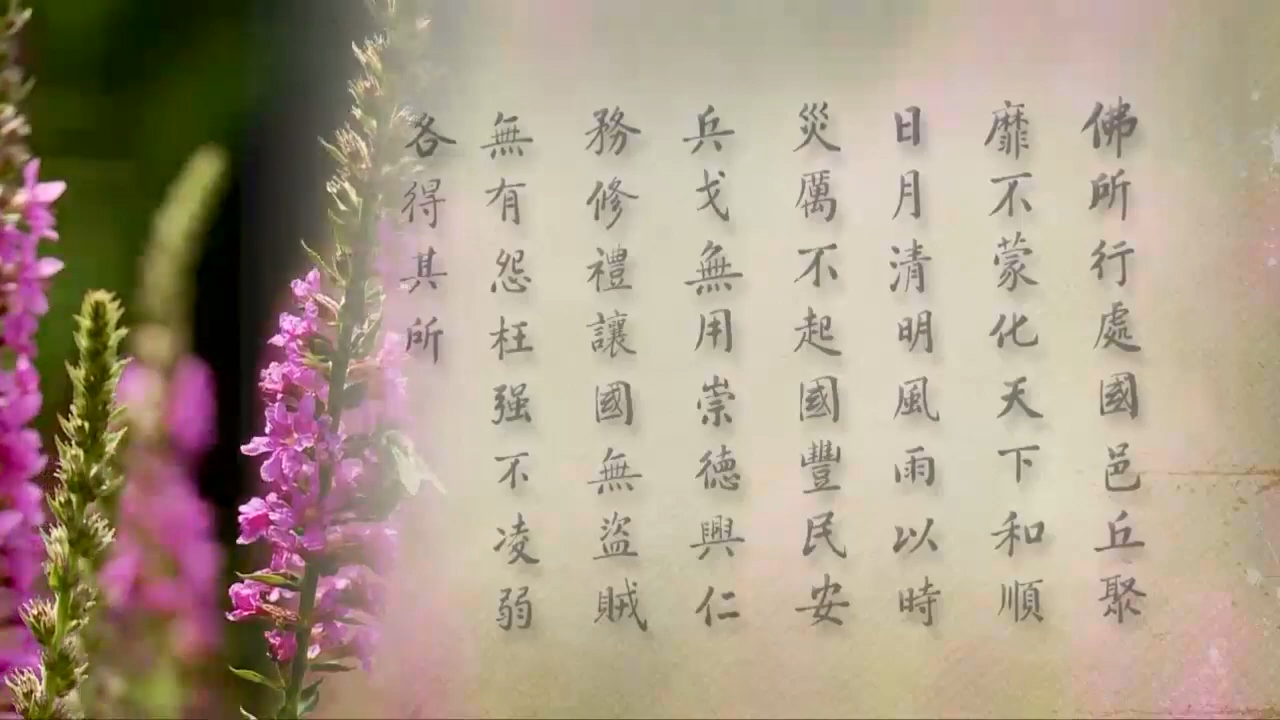 佛所行處國邑丘聚
靡不蒙化天下和順
日月清明風雨以時
災厲不起國豐民安
兵戈無用崇德興仁
務修禮讓國無盜賊
無有怨枉强不凌弱
各得其所